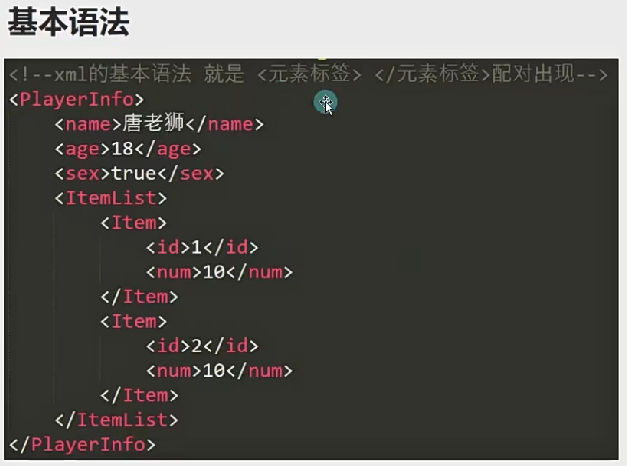 基本语法
<!--xml的基本语法 就是 <元素标签> </元素标签>配对出现-->
<PlayerInfo>
<name>唐老狮</name>
<age>18</age>
<sex>true</sex>
<ItemList>
<Item>
<id>1</id>
<num>10</num>
</Item>
<Item>
<id>2</id>
<num>10</num>
</Item>
</ItemList>
</PlayerInfo>